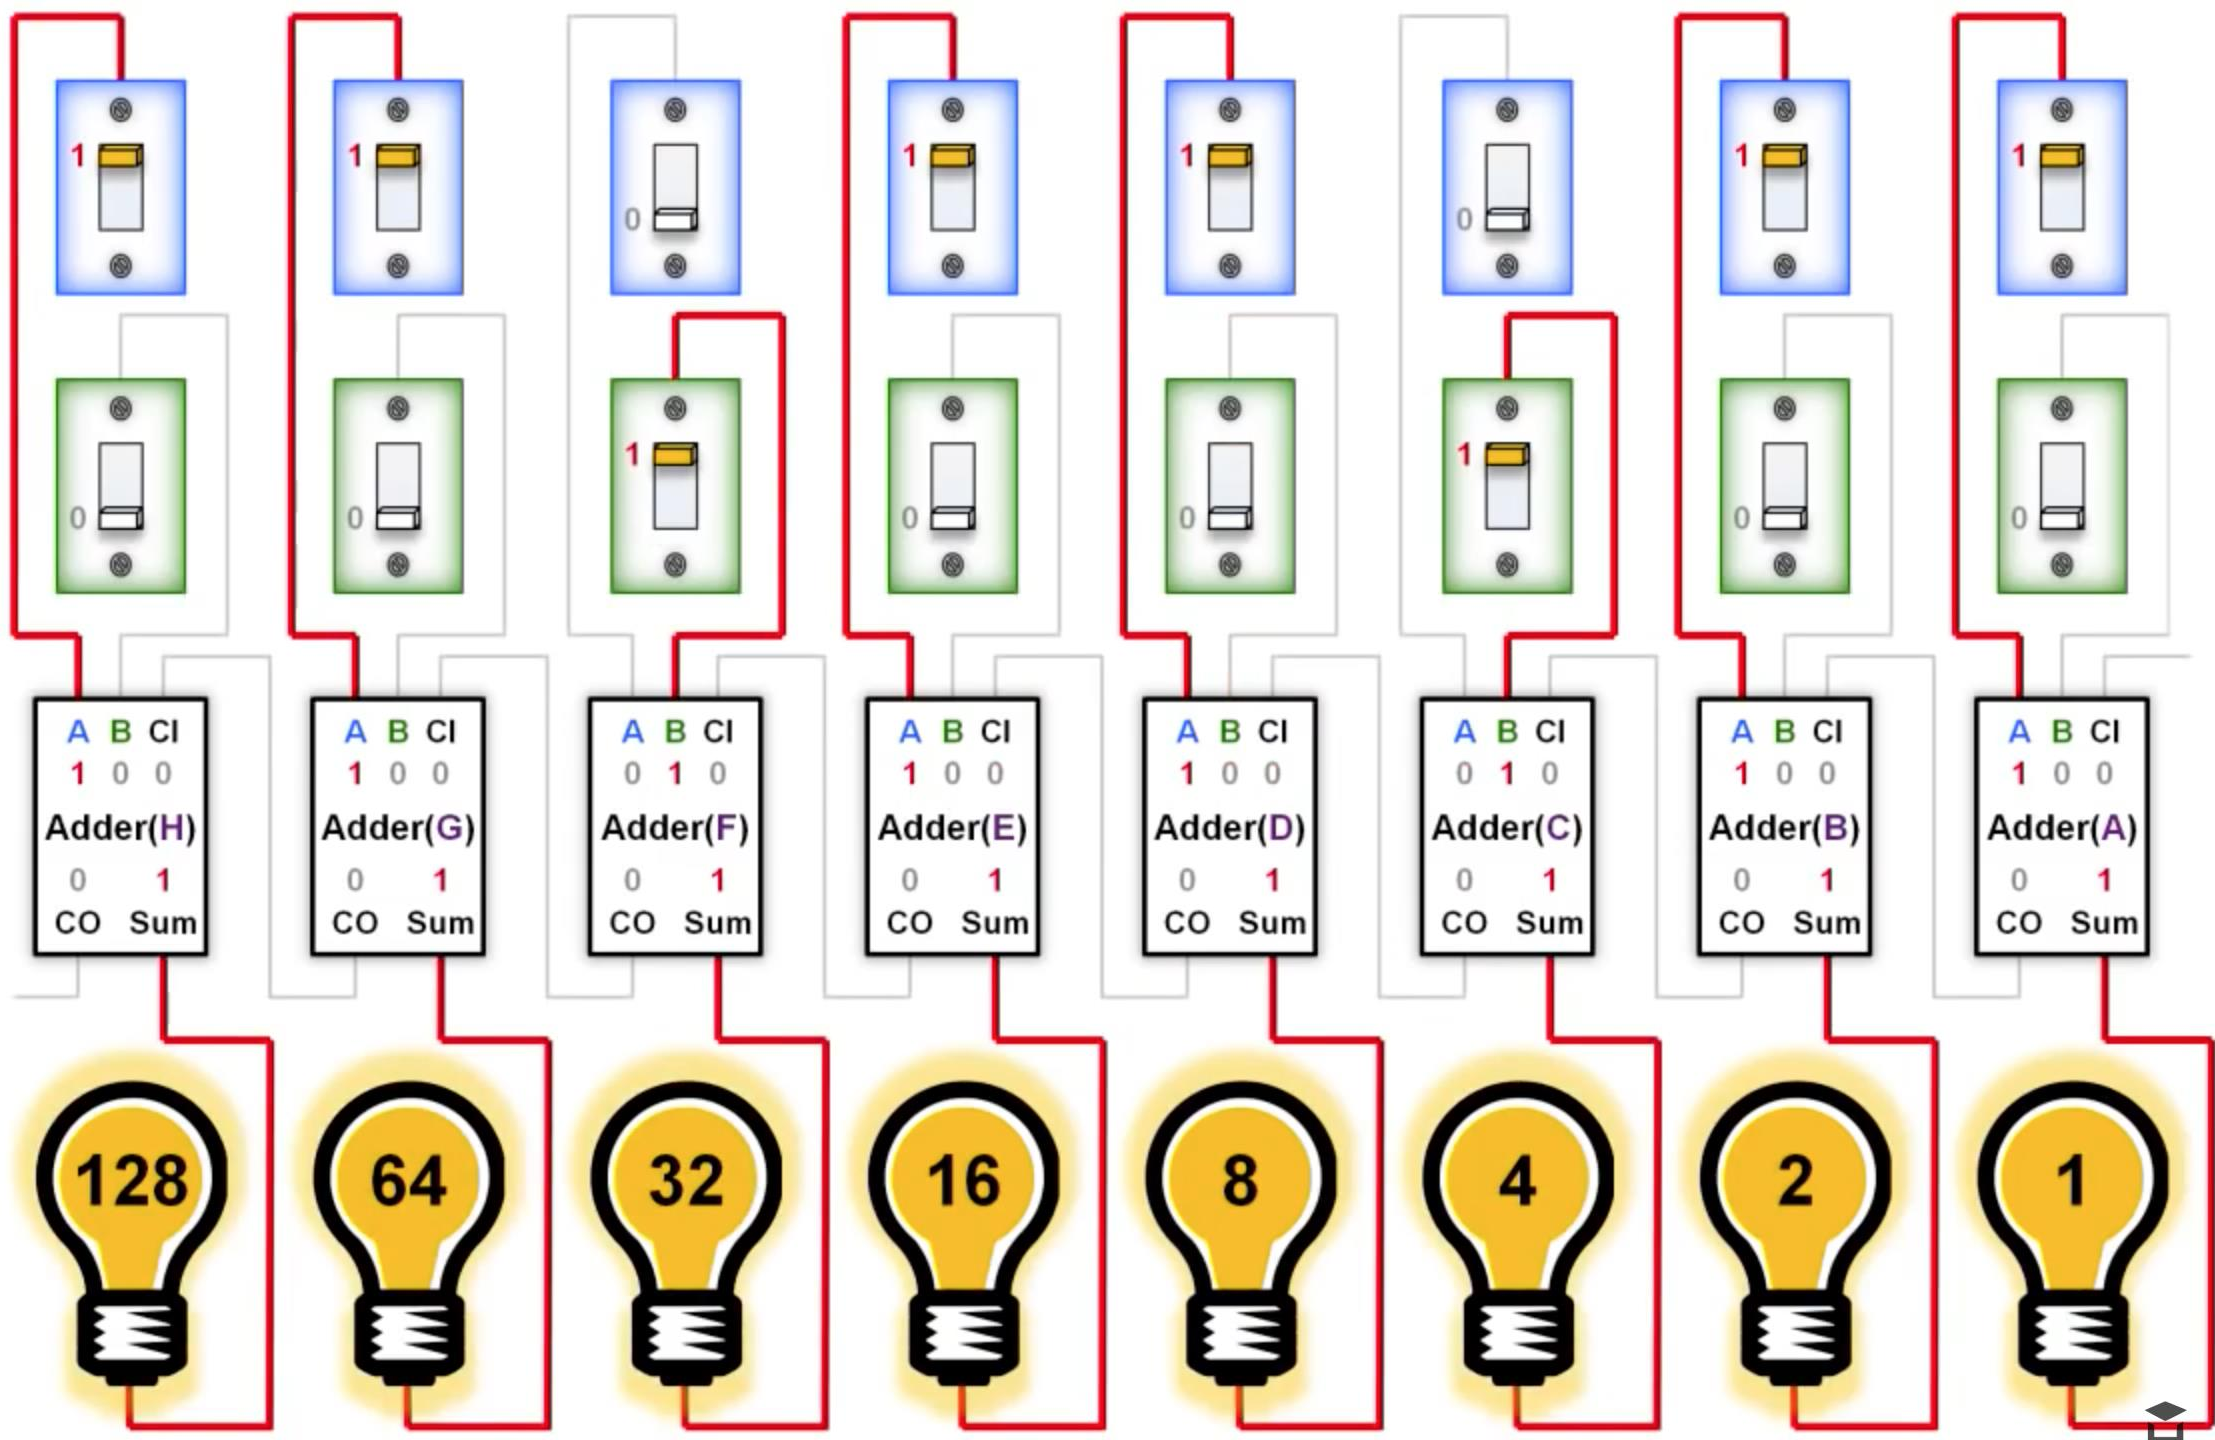 1 1 0 1 1 0 1 1
0 0 1 0 0 1 0 0
A B CI A B CI A B CI A B CI A B CI A B CI A B CI A B CI
1 0 0 1 0 0 0 1 0 1 0 0 1 0 0 0 1 0 1 0 0 1 0 0
Adder(H) Adder(G) Adder(F) Adder(E) Adder(D) Adder(C) Adder(B) Adder(A)
0 1 0 1 0 1 0 1 0 1 0 1 0 1 0 1
CO Sum CO Sum CO Sum CO Sum CO Sum CO Sum CO Sum CO Sum
128 64 32 16 8 4 2 1